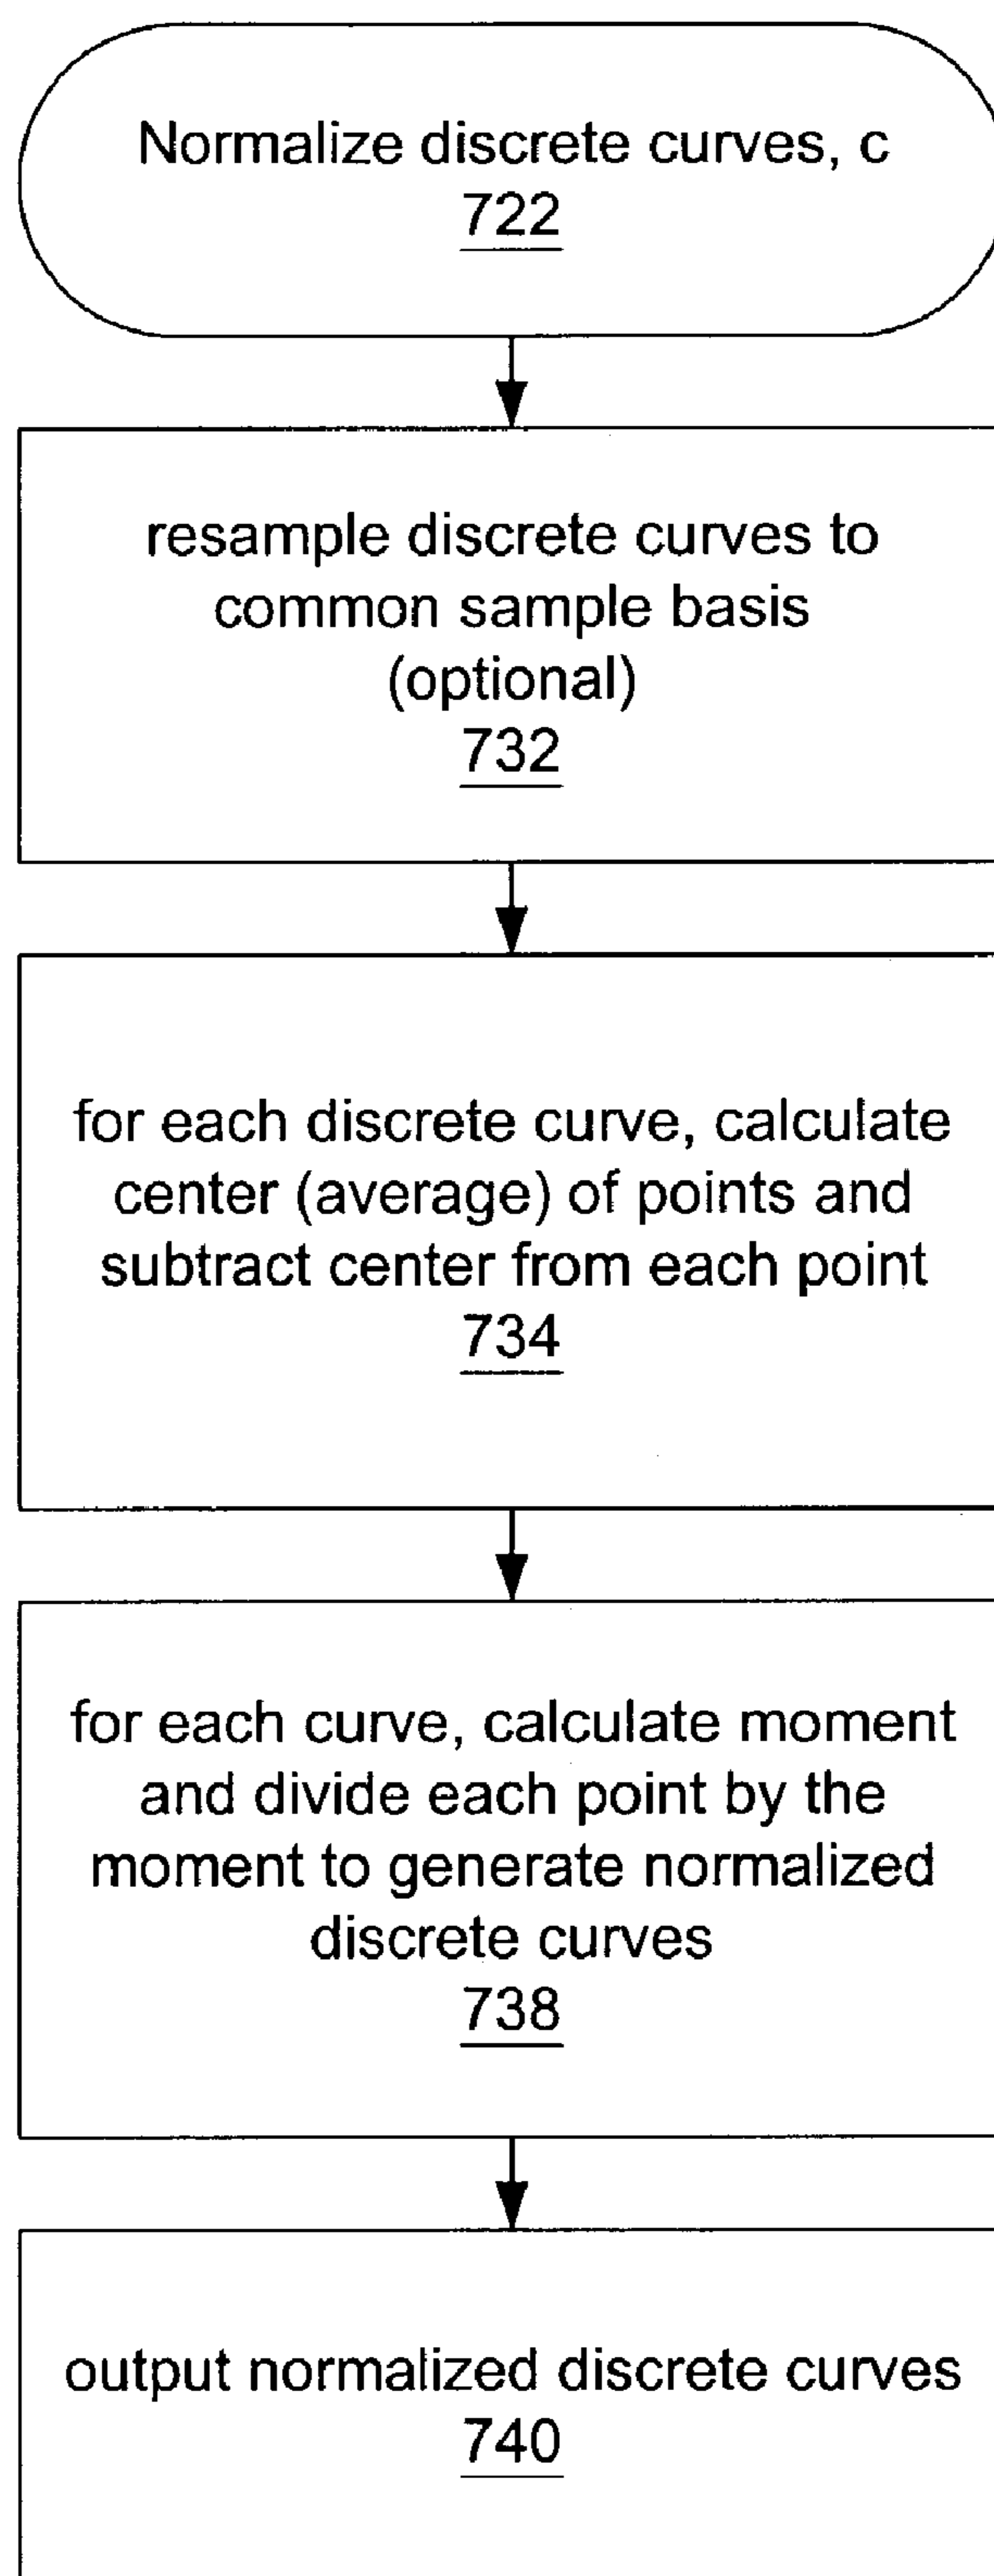 Normalize discrete curves, c
722
resample discrete curves to
common sample basis
(optional)
732
for each discrete curve, calculate
center (average) of points and
subtract center from each point
734
for each curve, calculate moment
and divide each point by the
moment to generate normalized
discrete curves
738
output normalized discrete curves
740